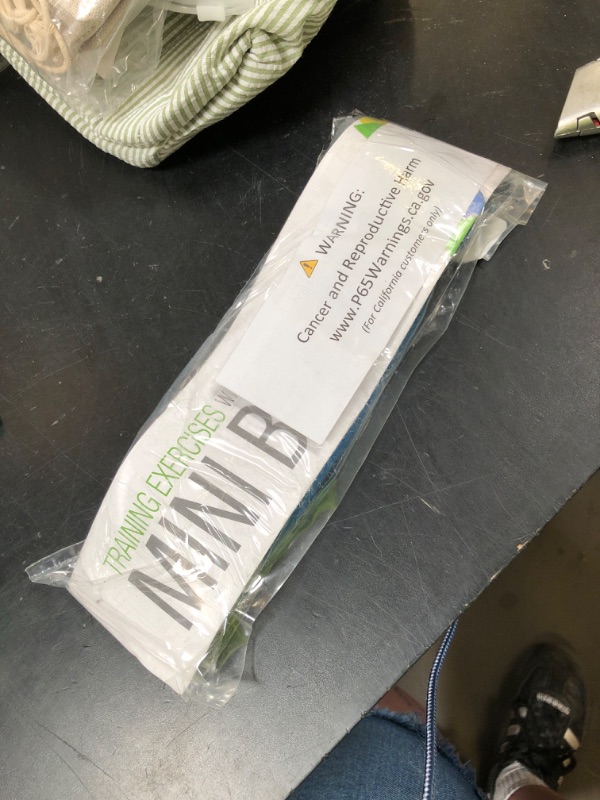 ⚠ WARNING:
Cancer and Reproductive Harm
www.P65Warnings.ca.gov
(For California customers only)
TRAINING EXERCISES W
MINI B